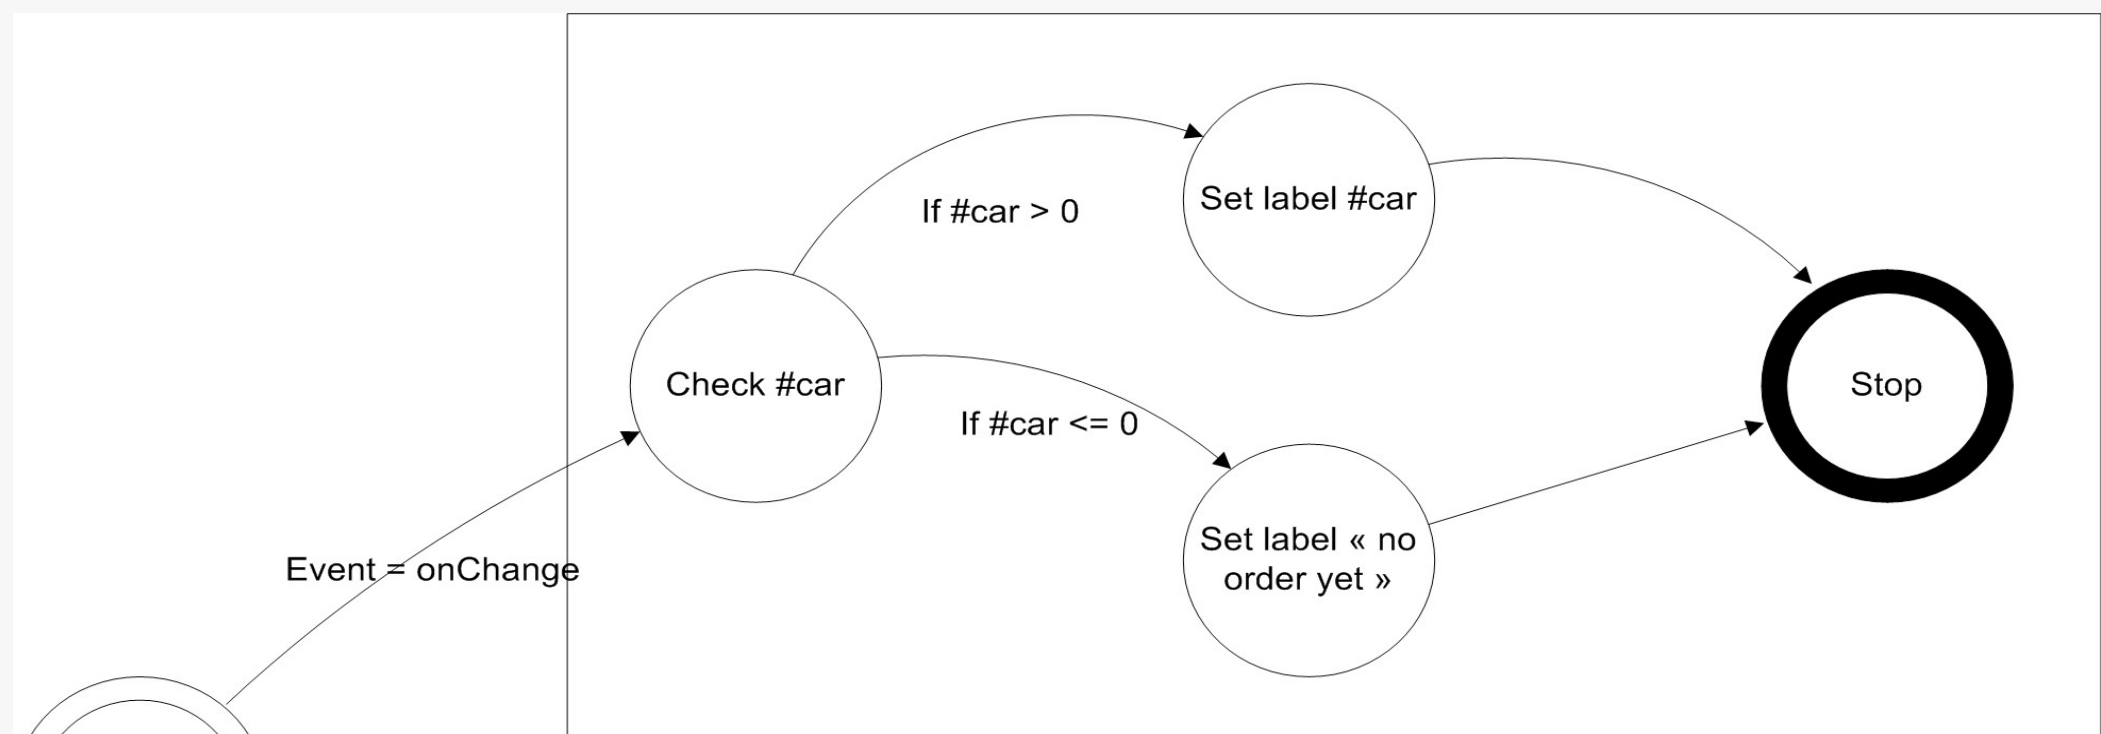 Set label #car
If #car > 0
Check #car
Stop
If #car <= 0
Set label « no
order yet »
Event = onChange